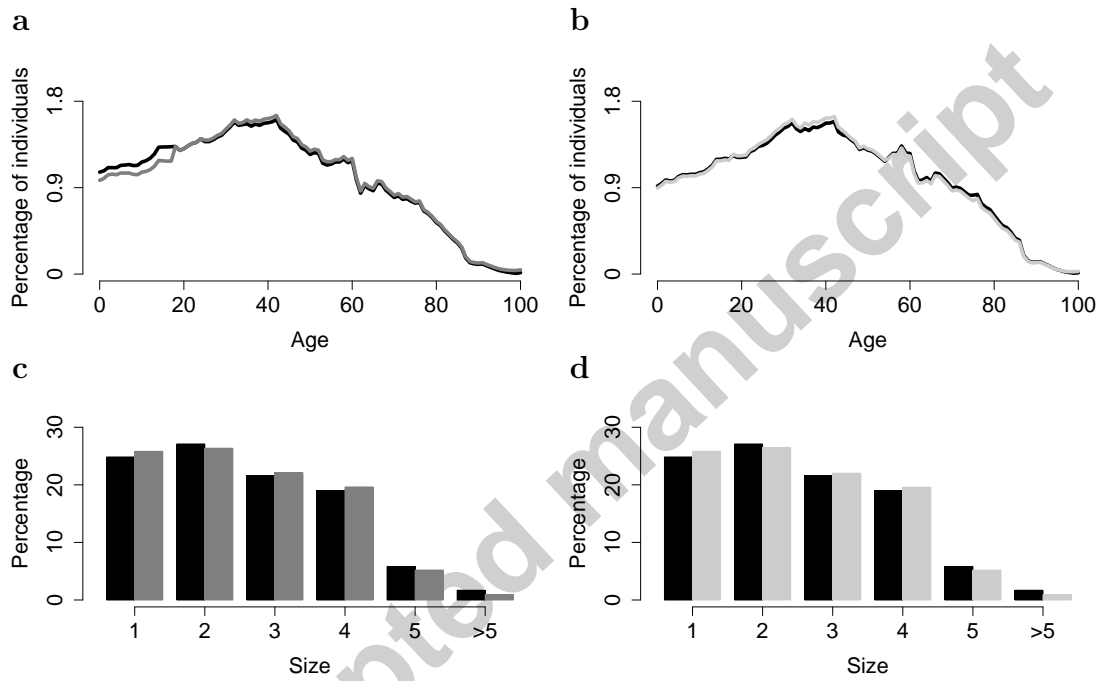 a
Percentage of individuals
1.8
0.9
0
0 20 40 60 80 100
Age
b
Percentage of individuals
1.8
0.9
0
0 20 40 60 80 100
Age
c
Percentage
30
20
10
0
1 2 3 4 5 >5
Size
d
Percentage
30
20
10
0
1 2 3 4 5 >5
Size
pted manuscript